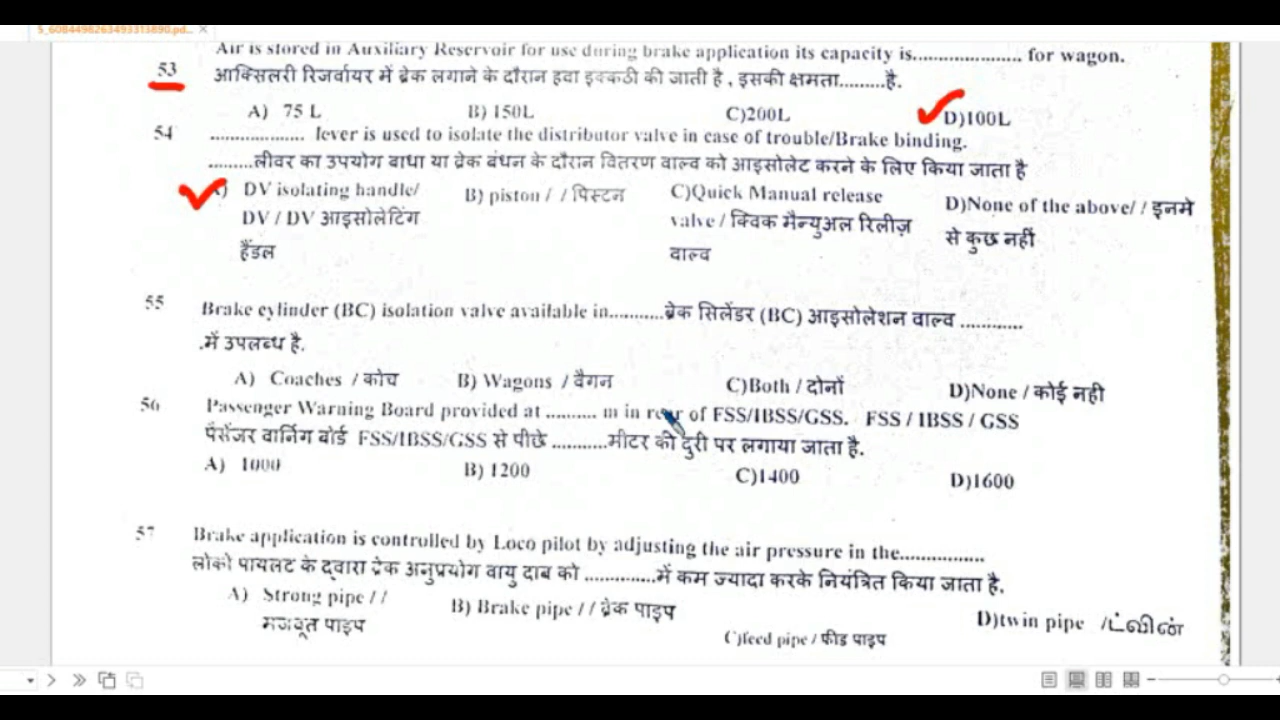 5_6084498263493313890.pd...
Air is stored in Auxiliary Reservoir for use during brake application its capacity is..................... for wagon.
53 आक्सिलरी रिजर्वायर में ब्रेक लगाने के दौरान हवा इक्कठी की जाती है , इसकी क्षमता.........है.
A) 75 L B) 150L C)200L D)100L
54 .................. lever is used to isolate the distributor valve in case of trouble/Brake binding.
.........लीवर का उपयोग बाधा या ब्रेक बंधन के दौरान वितरण वाल्व को आइसोलेट करने के लिए किया जाता है
) DV isolating handle/ B) piston / / पिस्टन C)Quick Manual release D)None of the above/ / इनमे
DV / DV आइसोलेटिंग valve / क्विक मैन्युअल रिलीज़ से कुछ नहीं
हैंडल वाल्व
55 Brake cylinder (BC) isolation valve available in..........ब्रेक सिलेंडर (BC) आइसोलेशन वाल्व ............
.में उपलब्ध है.
A) Coaches / कोच B) Wagons / वैगन C)Both / दोनों D)None / कोई नही
56 Passenger Warning Board provided at .......... m in rear of FSS/IBSS/GSS. FSS / IBSS / GSS
पैसेंजर वार्निंग बोर्ड FSS/IBSS/GSS से पीछे ...........मीटर की दुरी पर लगाया जाता है.
A) 1000 B) 1200 C)1400 D)1600
57 Brake application is controlled by Loco pilot by adjusting the air pressure in the...............
लोको पायलट के द्वारा ब्रेक अनुप्रयोग वायु दाब को .............में कम ज्यादा करके नियंत्रित किया जाता है.
A) Strong pipe / / B) Brake pipe / / ब्रेक पाइप D)twin pipe /ட்வின்
मजबूत पाइप C)feed pipe / फीड पाइप